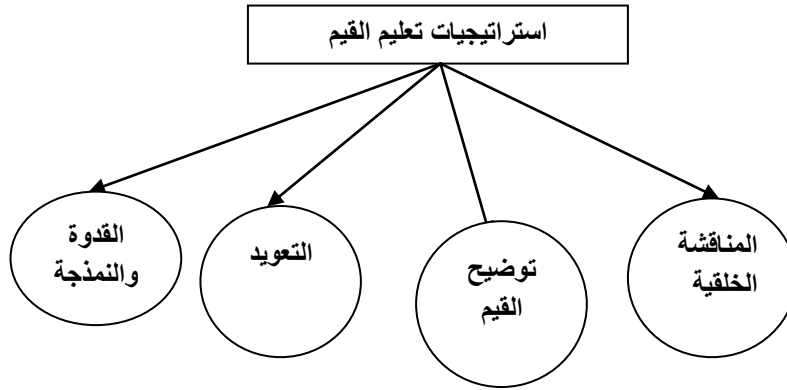 استراتيجيات تعليم القيم
المناقشة
الخلقية
توضيح
القيم
التعويد
القدوة
والنمذجة